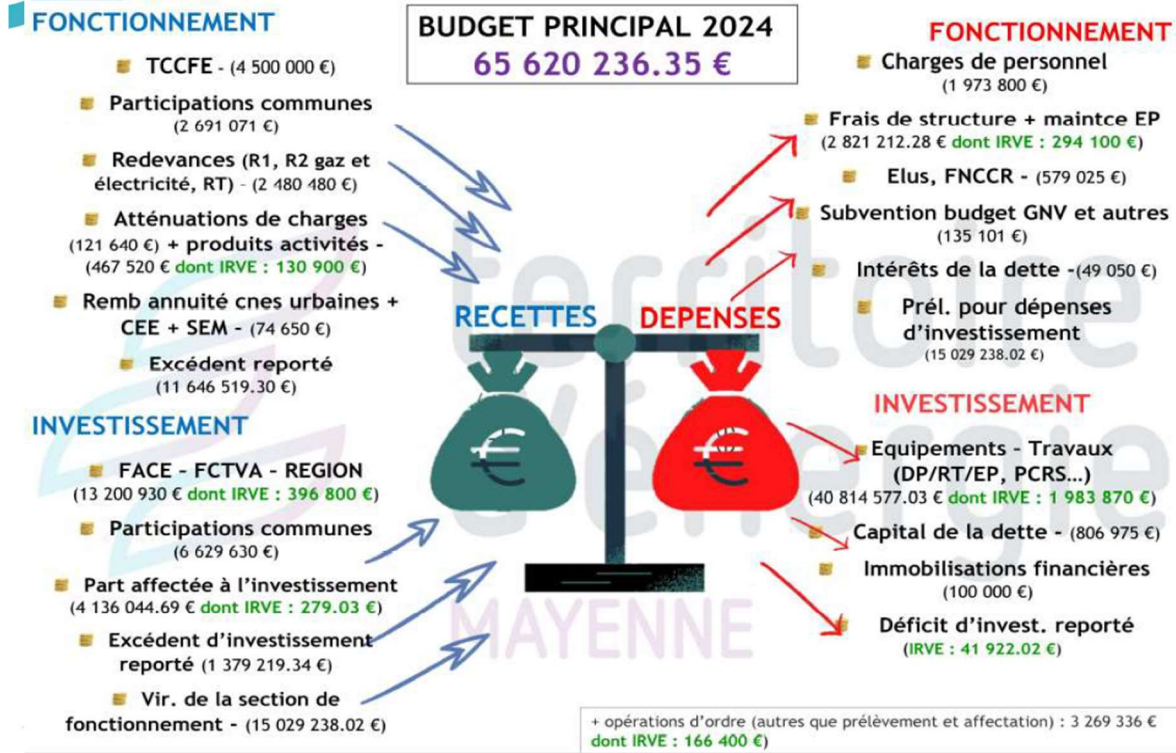 BUDGET PRINCIPAL 2024
65 620 236.35 €
FONCTIONNEMENT
TCCFE - (4 500 000 €)
Participations communes
(2 691 071 €)
Redevances (R1, R2 gaz et
électricité, RT) - (2 480 480 €)
Atténuations de charges
(121 640 €) + produits activités -
(467 520 € dont IRVE : 130 900 €)
Remb annuité cnes urbaines +
CEE + SEM - (74 650 €)
Excédent reporté
(11 646 519.30 €)
INVESTISSEMENT
FACE - FCTVA - REGION
(13 200 930 € dont IRVE : 396 800 €)
Participations communes
(6 629 630 €)
Part affectée à l'investissement
(4 136 044.69 € dont IRVE : 279.03 €)
Excédent d'investissement
reporté (1 379 219.34 €)
Vir. de la section de
fonctionnement - (15 029 238.02 €)
RECETTES
DEPENSES
€
€
territoire
d'énergie
MAYENNE
FONCTIONNEMENT
Charges de personnel
(1 973 800 €)
Frais de structure + maintce EP
(2 821 212.28 € dont IRVE : 294 100 €)
Elus, FNCCR - (579 025 €)
Subvention budget GNV et autres
(135 101 €)
Intérêts de la dette -(49 050 €)
Prél. pour dépenses
d'investissement
(15 029 238.02 €)
INVESTISSEMENT
Equipements - Travaux
(DP/RT/EP, PCRS...)
(40 814 577.03 € dont IRVE : 1 983 870 €)
Capital de la dette - (806 975 €)
Immobilisations financières
(100 000 €)
Déficit d'invest. reporté
(IRVE : 41 922.02 €)
+ opérations d'ordre (autres que prélèvement et affectation) : 3 269 336 €
dont IRVE : 166 400 €)